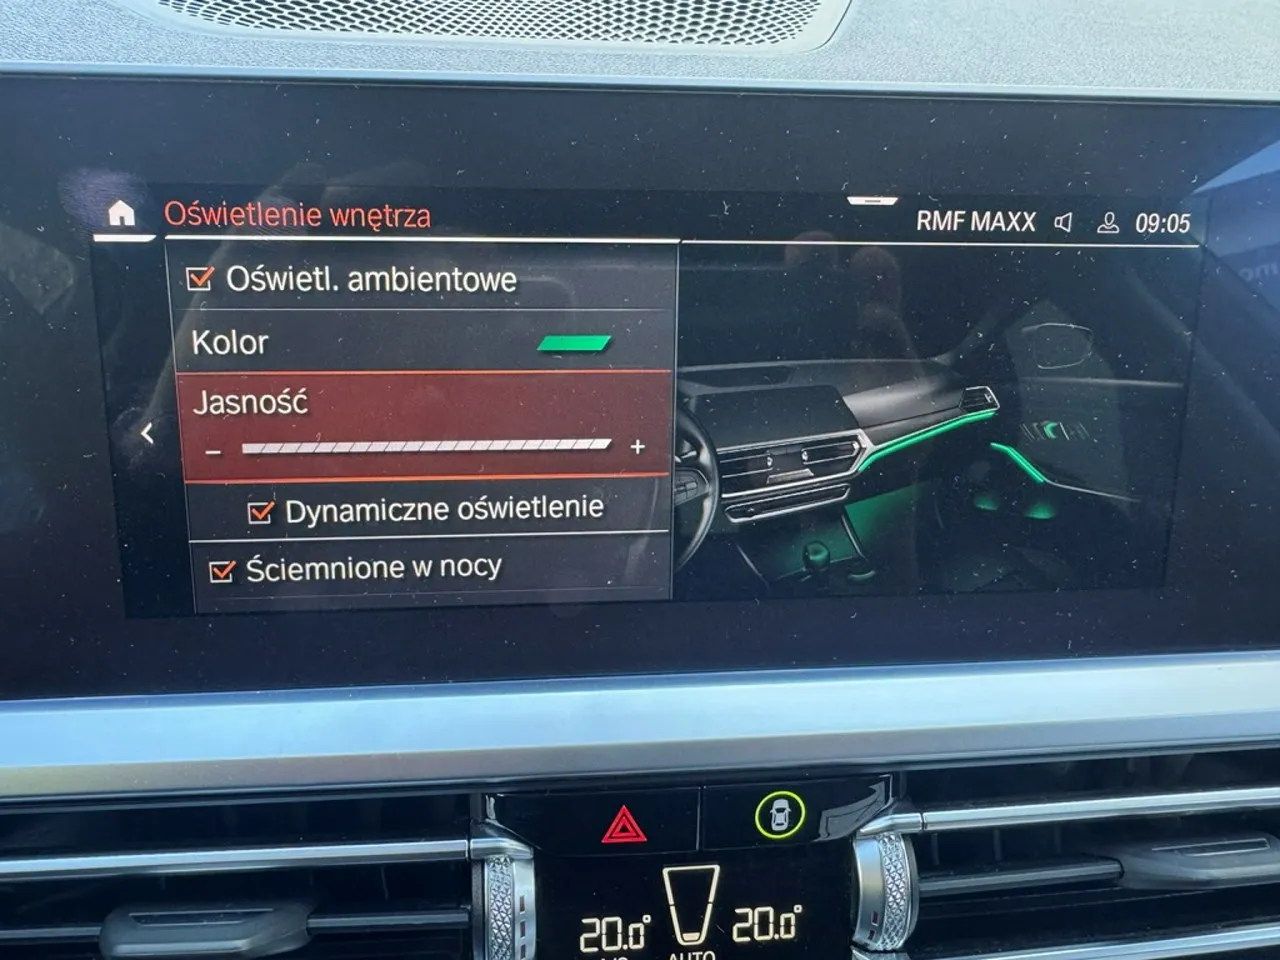 Oświetlenie wnętrza
RMF MAXX 09:05
Oświetl. ambientowe
Kolor
Jasność
- +
Dynamiczne oświetlenie
Ściemnione w nocy
20.0° 20.0°
AUTO